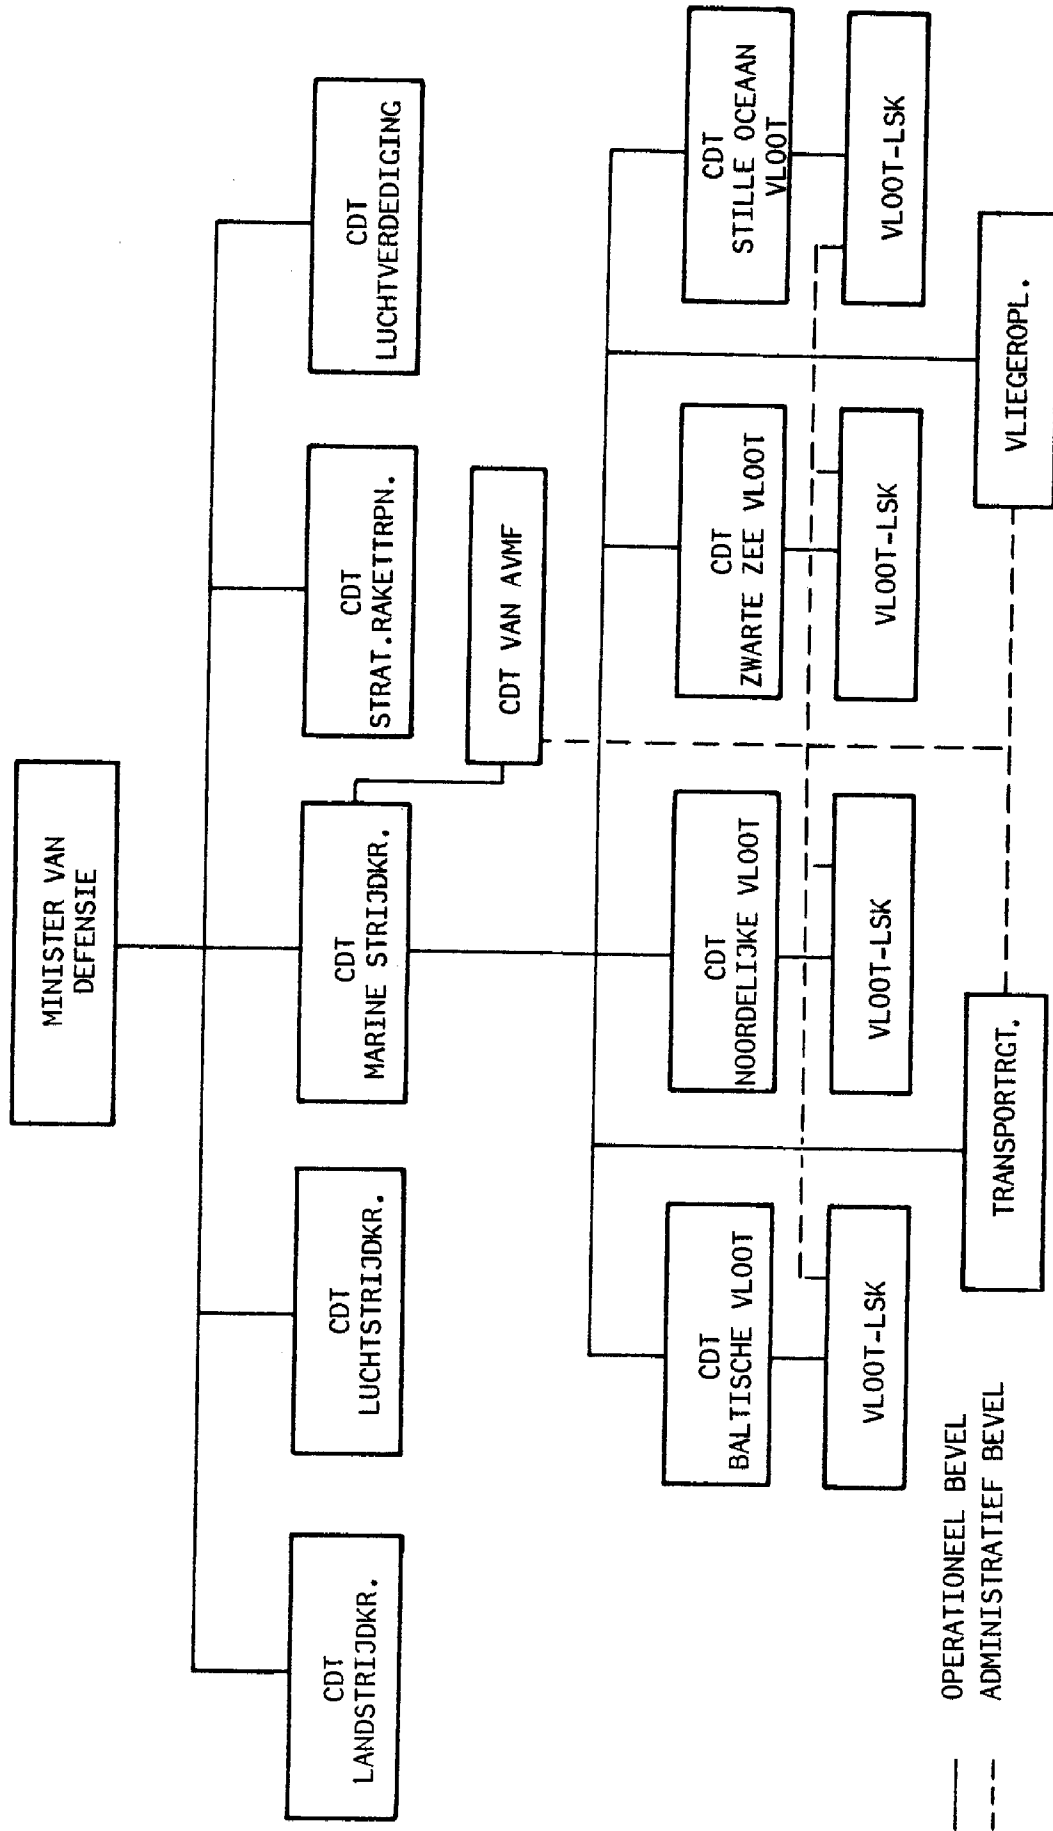 MINISTER VAN
DEFENSIE
CDT
LANDSTRIJDKR.
CDT
LUCHTSTRIJDKR.
CDT
MARINE STRIJDKR.
CDT
STRAT.RAKETTRPN.
CDT
LUCHTVERDEDIGING
CDT VAN AVMF
CDT
BALTISCHE VLOOT
CDT
NOORDELIJKE VLOOT
CDT
ZWARTE ZEE VLOOT
CDT
STILLE OCEAAN
VLOOT
VLOOT-LSK
VLOOT-LSK
VLOOT-LSK
VLOOT-LSK
TRANSPORTRGT.
VLIEGEROPL.
OPERATIONEEL BEVEL
ADMINISTRATIEF BEVEL